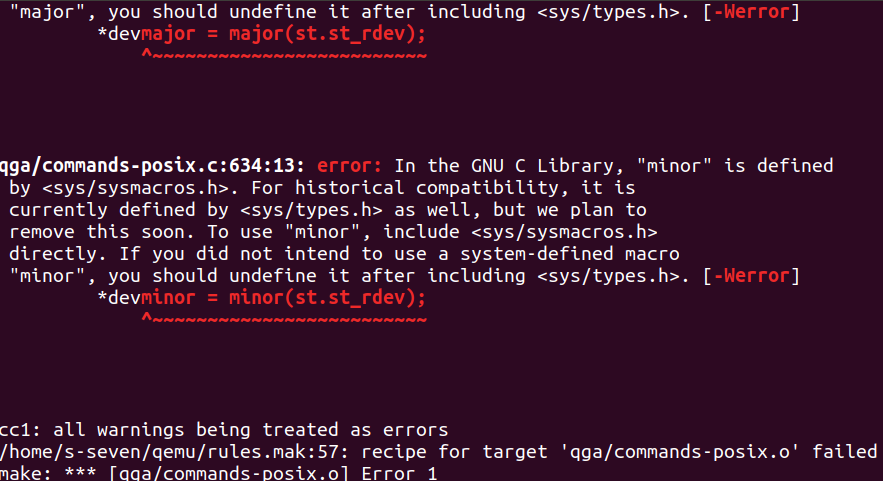 "major", you should undefine it after including <sys/types.h>. [-Werror]
*devmajor = major(st.st_rdev);
^~~~~~~~~~~~~~~~~~~~~~~~~~
qga/commands-posix.c:634:13: error: In the GNU C Library, "minor" is defined
by <sys/sysmacros.h>. For historical compatibility, it is
currently defined by <sys/types.h> as well, but we plan to
remove this soon. To use "minor", include <sys/sysmacros.h>
directly. If you did not intend to use a system-defined macro
"minor", you should undefine it after including <sys/types.h>. [-Werror]
*devminor = minor(st.st_rdev);
^~~~~~~~~~~~~~~~~~~~~~~~~~
cc1: all warnings being treated as errors
/home/s-seven/qemu/rules.mak:57: recipe for target 'qga/commands-posix.o' failed
make: *** [qga/commands-posix.o] Error 1